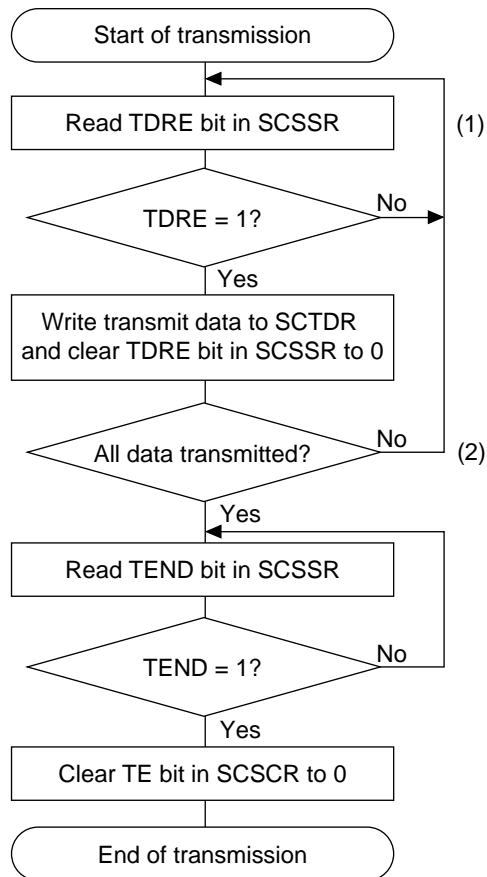 Start of transmission
Read TDRE bit in SCSSR
(1)
TDRE = 1?
No
Yes
Write transmit data to SCTDR
and clear TDRE bit in SCSSR to 0
All data transmitted?
No
(2)
Yes
Read TEND bit in SCSSR
TEND = 1?
No
Yes
Clear TE bit in SCSCR to 0
End of transmission